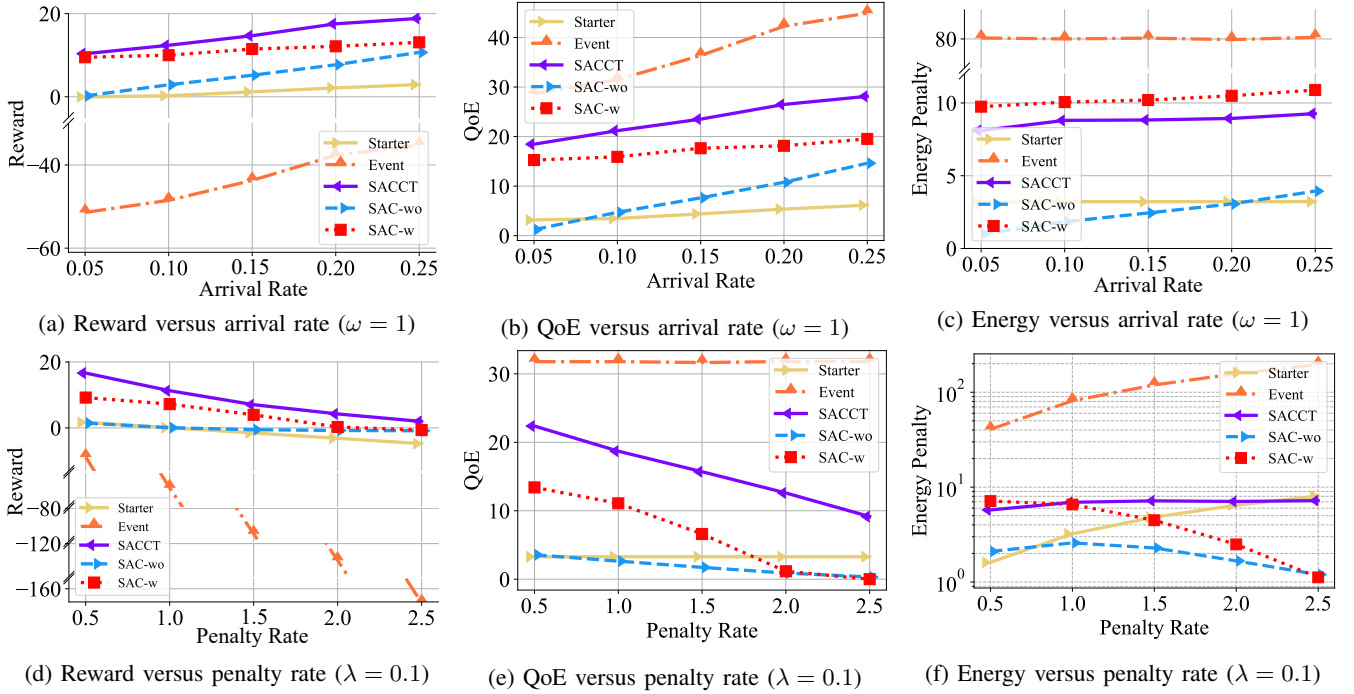 20
0
−40
−60
Reward
Starter
Event
SACCT
SAC-wo
SAC-w
0.05 0.10 0.15 0.20 0.25
Arrival Rate
(a) Reward versus arrival rate (ω = 1)
40
30
20
10
0
QoE
Starter
Event
SACCT
SAC-wo
SAC-w
0.05 0.10 0.15 0.20 0.25
Arrival Rate
(b) QoE versus arrival rate (ω = 1)
80
10
5
0
Energy Penalty
Starter
Event
SACCT
SAC-wo
SAC-w
0.05 0.10 0.15 0.20 0.25
Arrival Rate
(c) Energy versus arrival rate (ω = 1)
20
0
−80
−120
−160
Reward
Starter
Event
SACCT
SAC-wo
SAC-w
0.5 1.0 1.5 2.0 2.5
Penalty Rate
(d) Reward versus penalty rate (λ = 0.1)
30
20
10
0
QoE
Starter
Event
SACCT
SAC-wo
SAC-w
0.5 1.0 1.5 2.0 2.5
Penalty Rate
(e) QoE versus penalty rate (λ = 0.1)
10²
10¹
10⁰
Energy Penalty
Starter
Event
SACCT
SAC-wo
SAC-w
0.5 1.0 1.5 2.0 2.5
Penalty Rate
(f) Energy versus penalty rate (λ = 0.1)